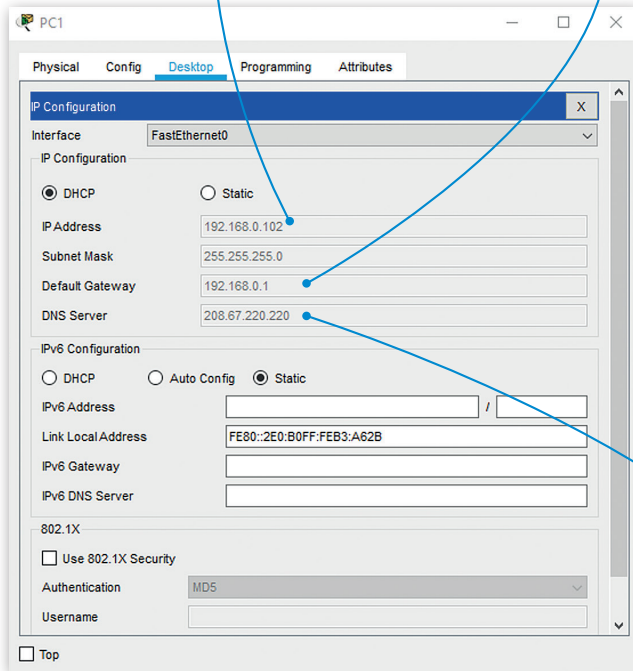 PC1
Physical Config Desktop Programming Attributes
IP Configuration X
Interface FastEthernet0
IP Configuration
DHCP Static
IP Address 192.168.0.102
Subnet Mask 255.255.255.0
Default Gateway 192.168.0.1
DNS Server 208.67.220.220
IPv6 Configuration
DHCP Auto Config Static
IPv6 Address /
Link Local Address FE80::2E0:B0FF:FEB3:A62B
IPv6 Gateway
IPv6 DNS Server
802.1X
Use 802.1X Security
Authentication MD5
Username
Top